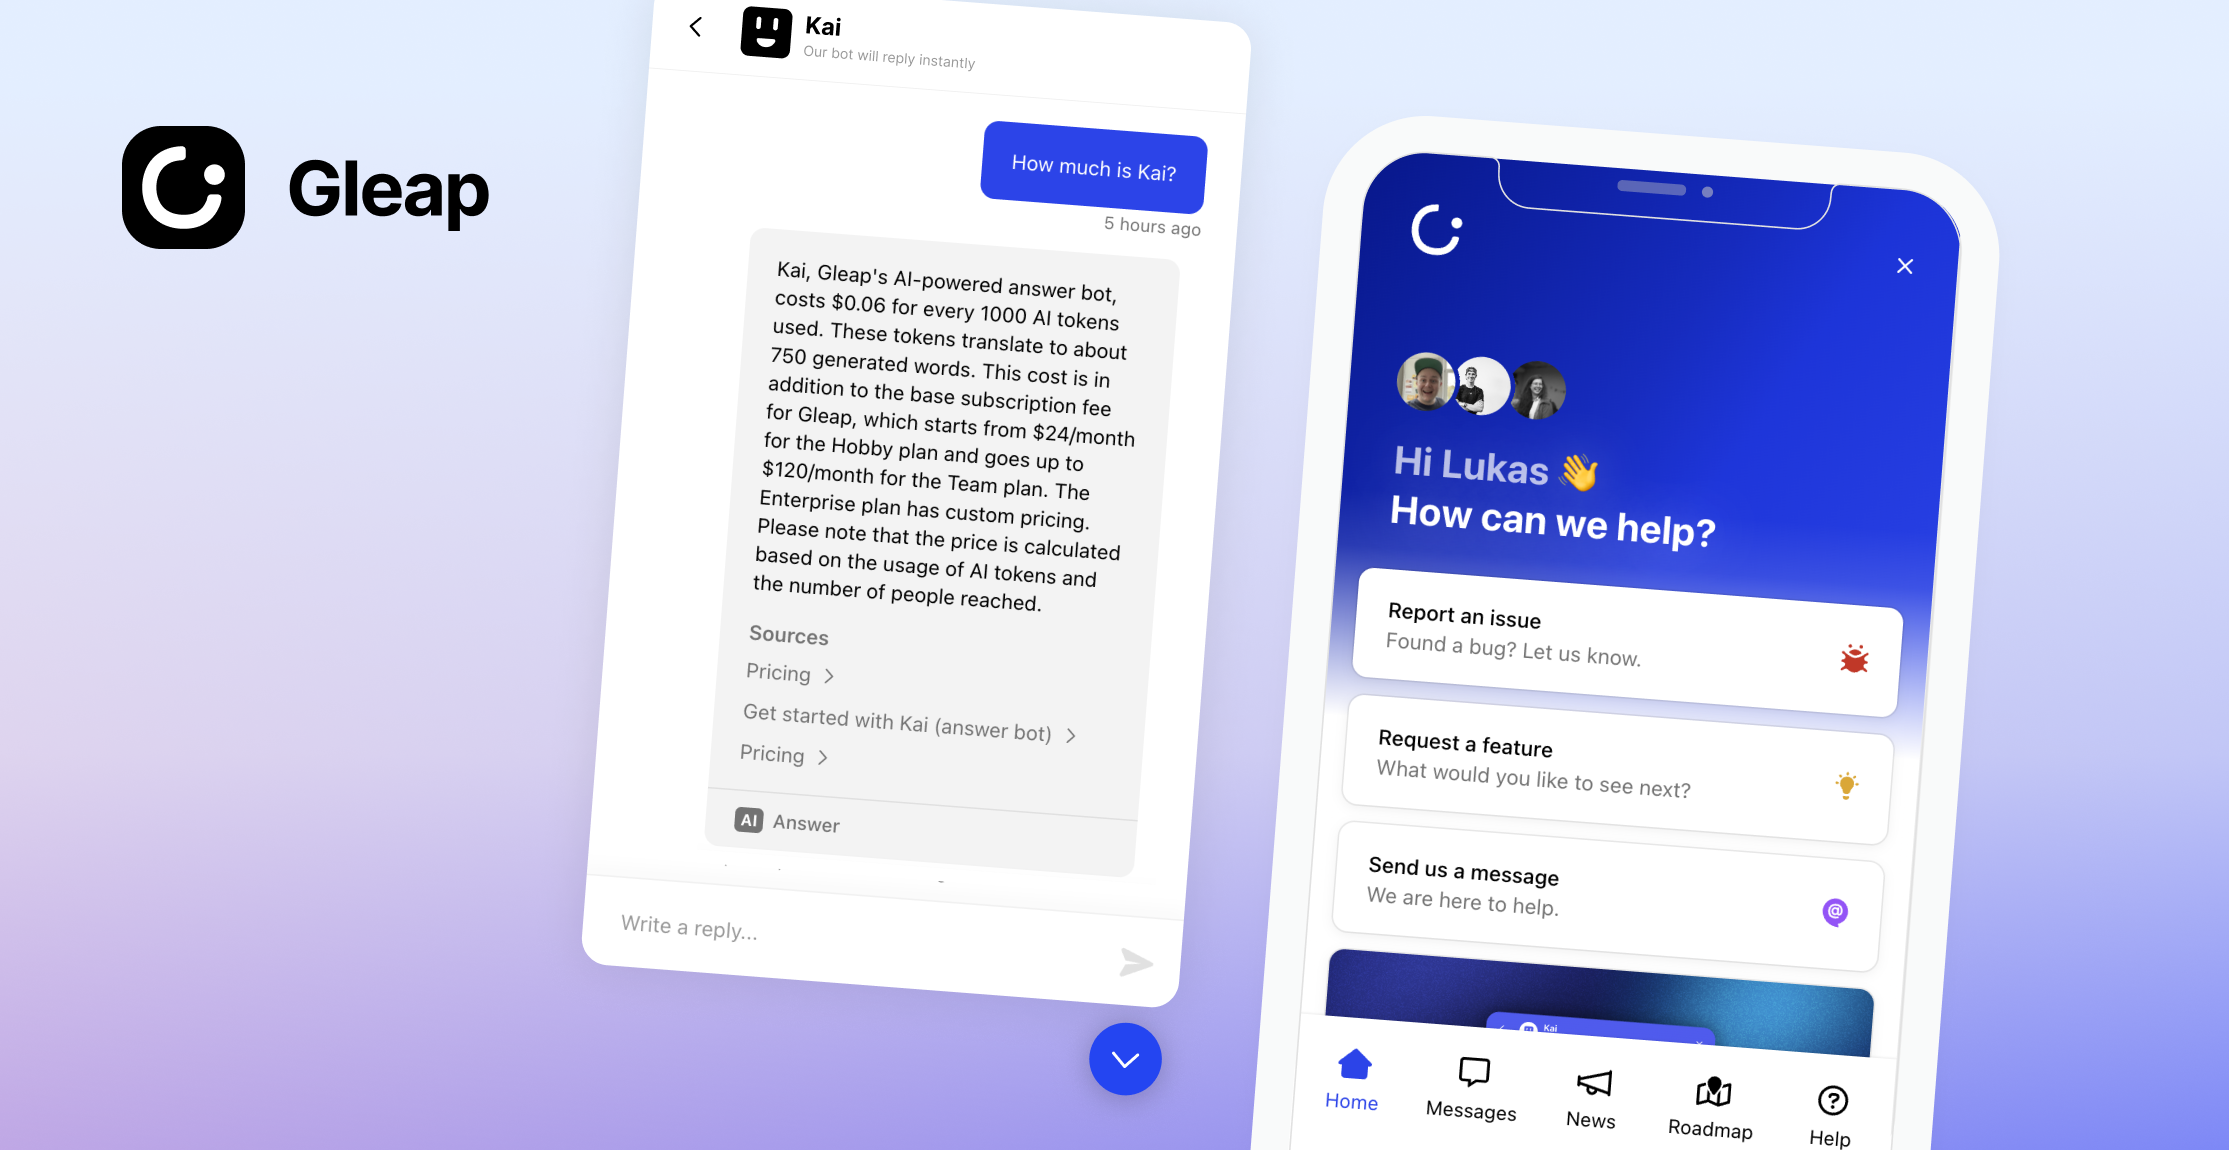 Gleap
Kai
Our bot will reply instantly
How much is Kai?
5 hours ago
Kai, Gleap's AI-powered answer bot,
costs $0.06 for every 1000 AI tokens
used. These tokens translate to about
750 generated words. This cost is in
addition to the base subscription fee
for Gleap, which starts from $24/month
for the Hobby plan and goes up to
$120/month for the Team plan. The
Enterprise plan has custom pricing.
Please note that the price is calculated
based on the usage of AI tokens and
the number of people reached.
Sources
Pricing
Get started with Kai (answer bot)
Pricing
AI Answer
Write a reply...
Hi Lukas 👋
How can we help?
Report an issue
Found a bug? Let us know.
Request a feature
What would you like to see next?
Send us a message
We are here to help.
@
Kai
Home
Messages
News
Roadmap
Help